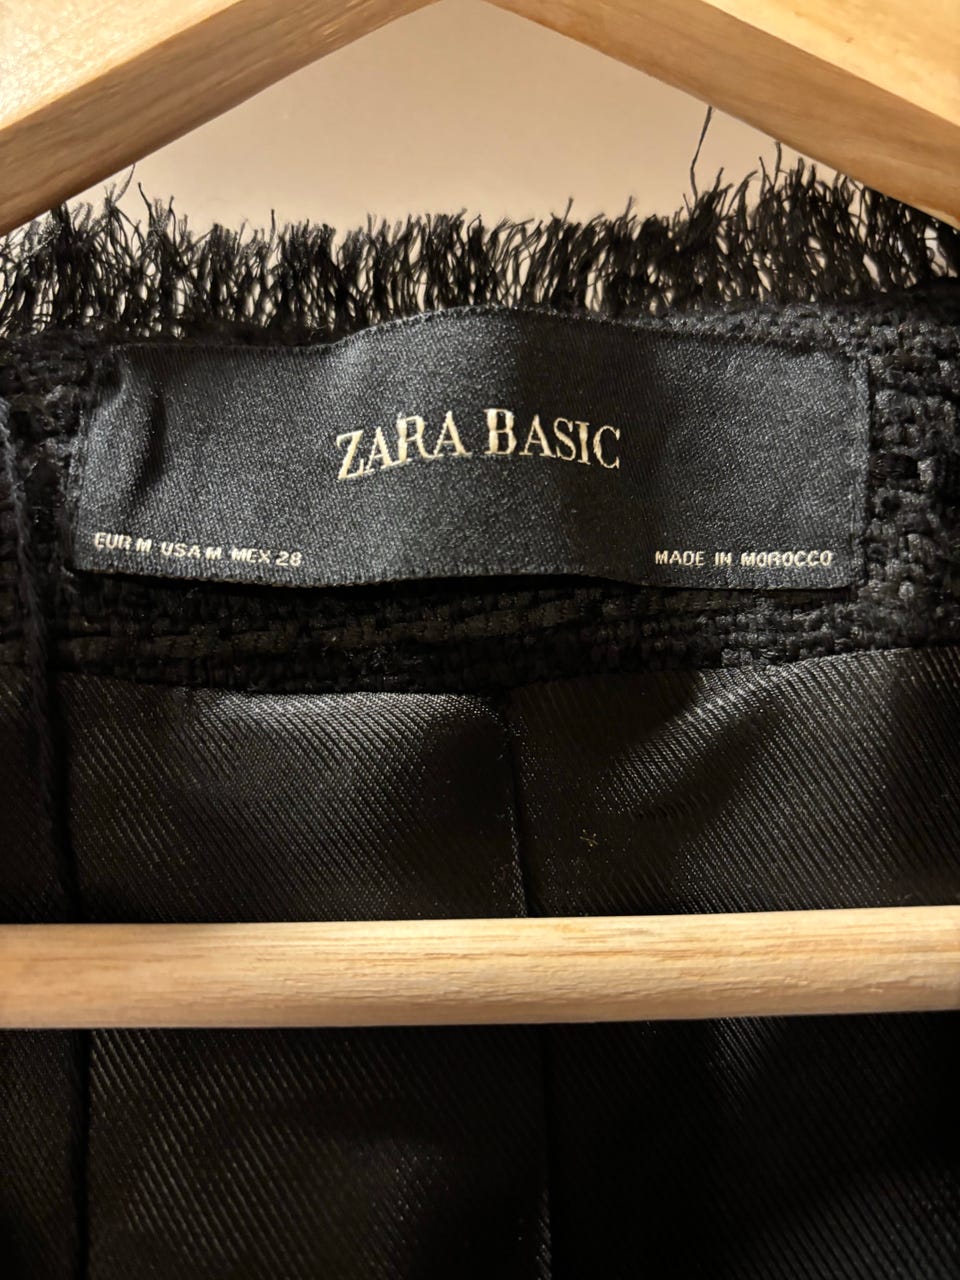 ZARA BASIC
EUR M USA M MEX 28
MADE IN MOROCCO